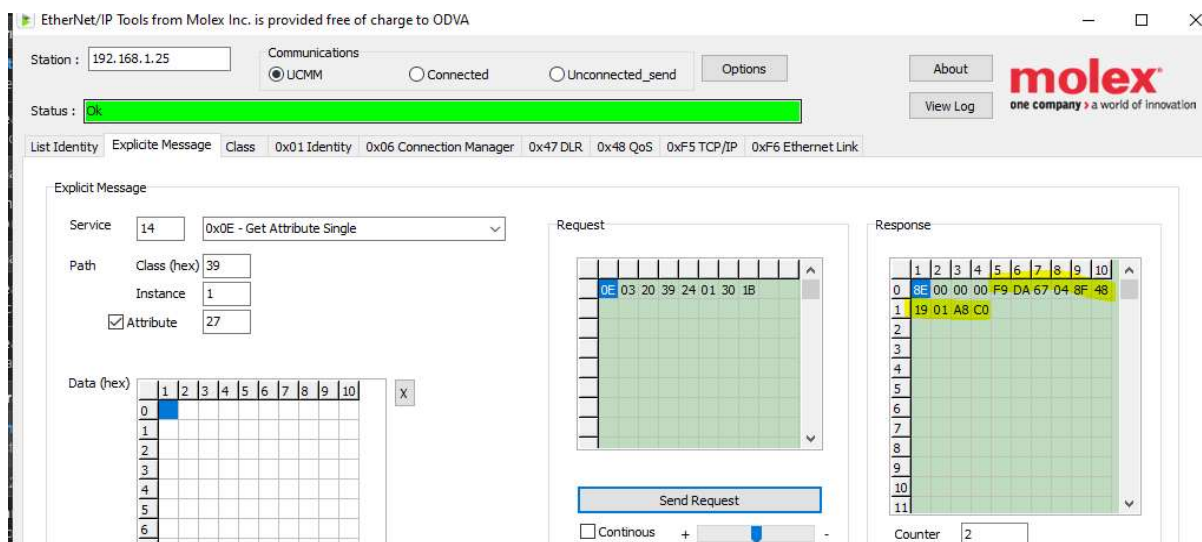 EtherNet/IP Tools from Molex Inc. is provided free of charge to ODVA
Station : 192.168.1.25
Communications
UCMM Connected Unconnected_send Options
About
molex
one company > a world of innovation
Status : Ok
View Log
List Identity Explicite Message Class 0x01 Identity 0x06 Connection Manager 0x47 DLR 0x48 QoS 0xF5 TCP/IP 0xF6 Ethernet Link
Explicit Message
Service 14 0x0E - Get Attribute Single
Path Class (hex) 39
Instance 1
Attribute 27
Data (hex)
1 2 3 4 5 6 7 8 9 10
0
1
2
3
4
5
6
X
Request
0E 03 20 39 24 01 30 1B
Send Request
Continous + -
Response
1 2 3 4 5 6 7 8 9 10
0 8E 00 00 00 F9 DA 67 04 8F 48
1 19 01 A8 C0
2
3
4
5
6
7
8
9
10
11
Counter 2